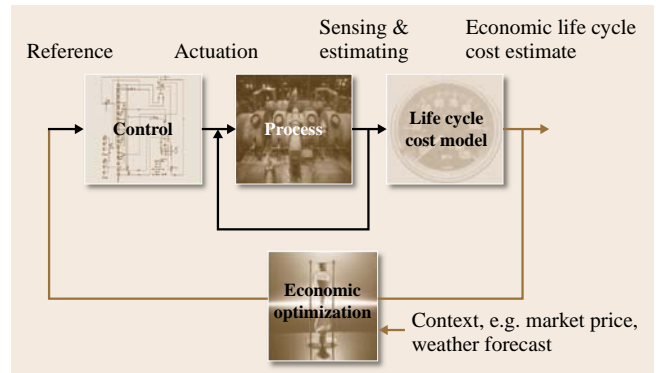 Reference
Actuation
Sensing &
estimating
Economic life cycle
cost estimate
Control
Process
Life cycle
cost model
Economic
optimization
Context, e.g. market price,
weather forecast